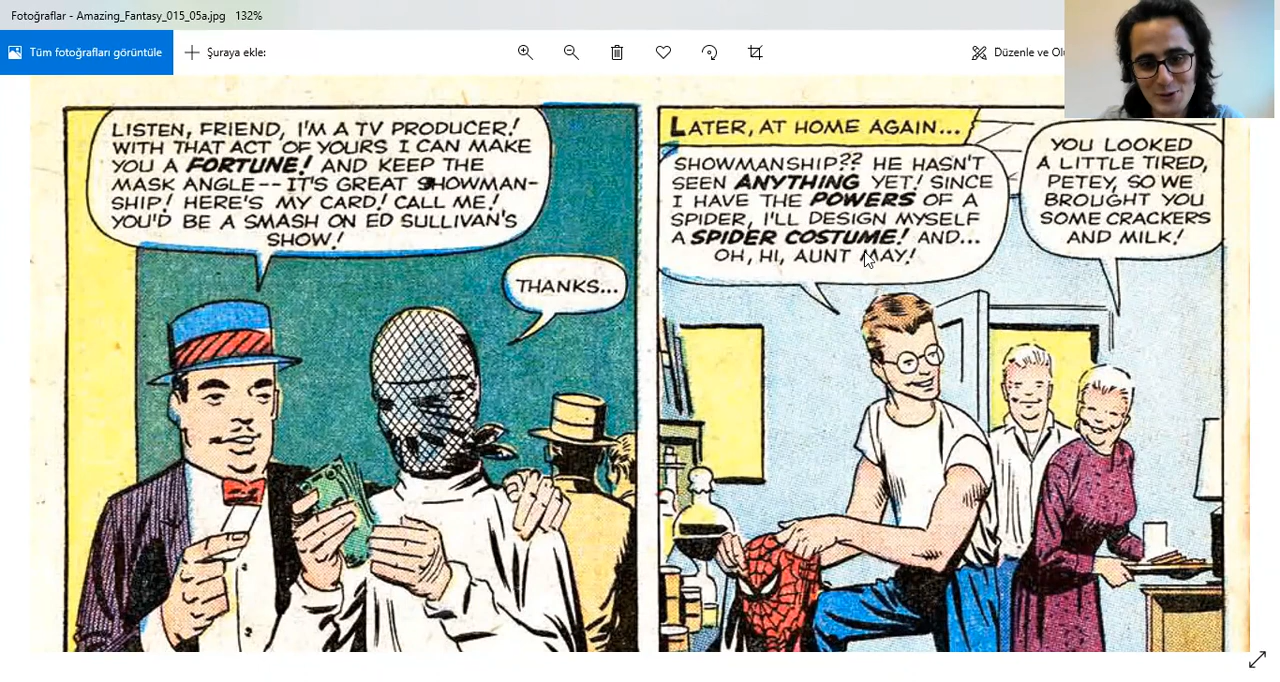 Fotoğraflar - Amazing_Fantasy_015_05a.jpg 132%
Tüm fotoğrafları görüntüle
Şuraya ekle:
Düzenle ve Olu
LISTEN, FRIEND, I'M A TV PRODUCER!
WITH THAT ACT OF YOURS I CAN MAKE
YOU A FORTUNE! AND KEEP THE
MASK ANGLE--IT'S GREAT SHOWMAN-
SHIP! HERE'S MY CARD! CALL ME!
YOU'D BE A SMASH ON ED SULLIVAN'S
SHOW!
THANKS...
LATER, AT HOME AGAIN...
SHOWMANSHIP?? HE HASN'T
SEEN ANYTHING YET! SINCE
I HAVE THE POWERS OF A
SPIDER, I'LL DESIGN MYSELF
A SPIDER COSTUME! AND...
OH, HI, AUNT MAY!
YOU LOOKED
A LITTLE TIRED,
PETEY, SO WE
BROUGHT YOU
SOME CRACKERS
AND MILK!